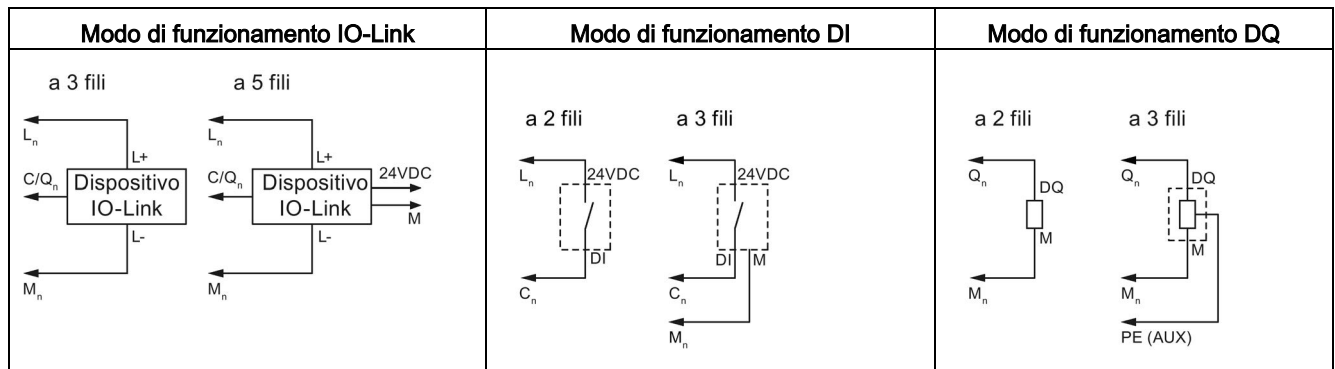 Modo di funzionamento IO-Link
Modo di funzionamento DI
Modo di funzionamento DQ
a 3 fili
a 5 fili
Ln
L+
C/Qn
Dispositivo
IO-Link
L-
Mn
Ln
L+
C/Qn
Dispositivo
IO-Link
24VDC
M
L-
Mn
a 2 fili
a 3 fili
Ln
24VDC
DI
Cn
Ln
24VDC
DI
M
Cn
Mn
a 2 fili
a 3 fili
Qn
DQ
M
Mn
Qn
DQ
M
Mn
PE (AUX)